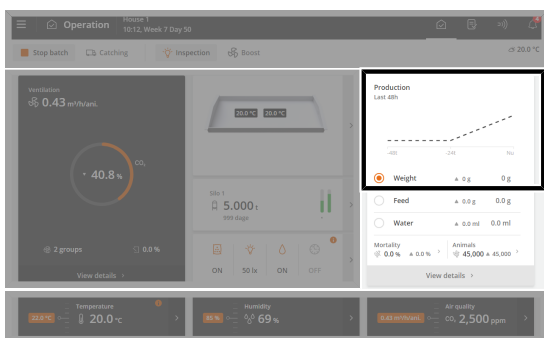 Operation
House 1
10:12, Week 7 Day 50
4
Stop batch
Catching
Inspection
Boost
20.0 °C
Ventilation
0.43 m³/h/ani.
40.8 %
CO₂
2 groups
0.0 %
View details
20.0 °C
20.0 °C
Silo 1
5.000 t
999 days
ON
50 lx
ON
OFF
Production
Last 48h
-48t
-24t
Nu
Weight
▲ 0 g
0 g
Feed
▲ 0.0 g
0.0 g
Water
▲ 0.0 ml
0.0 ml
Mortality
0.0 %
▲ 0.0 %
Animals
45,000
▲ 45,000
View details
Temperature
22.0 °C
20.0 °C
Humidity
65 %
69 %
Air quality
0.43 m³/h/ani
CO₂ 2,500 ppm